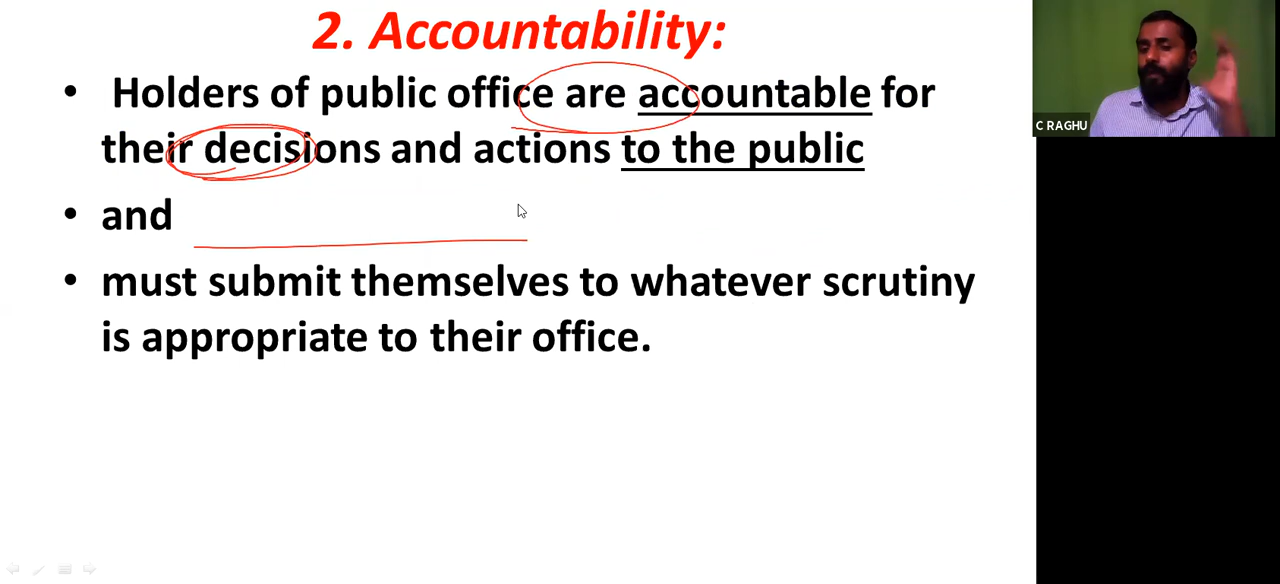 2. Accountability:
• Holders of public office are accountable for
their decisions and actions to the public
• and
• must submit themselves to whatever scrutiny
is appropriate to their office.
C RAGHU